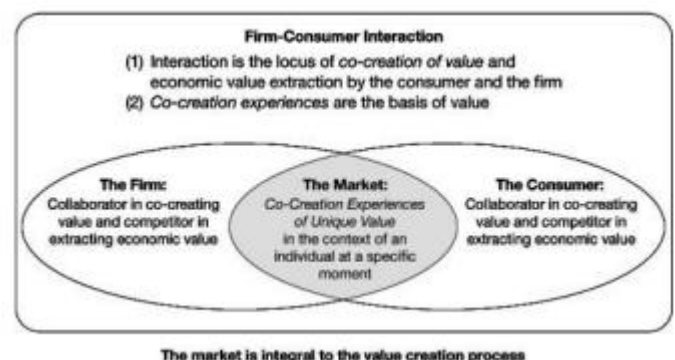 Firm-Consumer Interaction
(1) Interaction is the locus of co-creation of value and
economic value extraction by the consumer and the firm
(2) Co-creation experiences are the basis of value
The Firm:
Collaborator in co-creating
value and competitor in
extracting economic value
The Market:
Co-Creation Experiences
of Unique Value
in the context of an
individual at a specific
moment
The Consumer:
Collaborator in co-creating
value and competitor in
extracting economic value
The market is integral to the value creation process